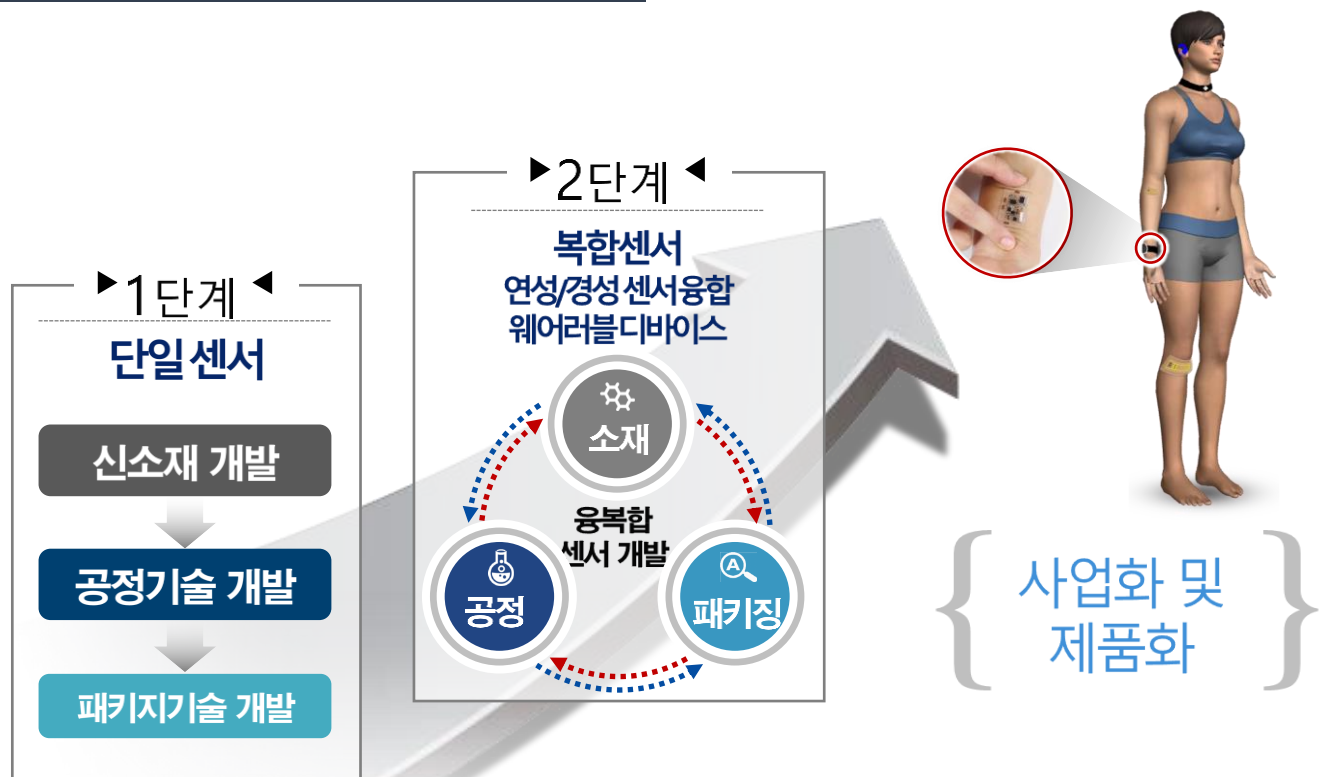 1단계
단일 센서
신소재 개발
공정기술 개발
패키지기술 개발
2단계
복합센서
연성/경성 센서 융합
웨어러블 디바이스
소재
융복합
센서 개발
공정
A
패키징
사업화 및
제품화